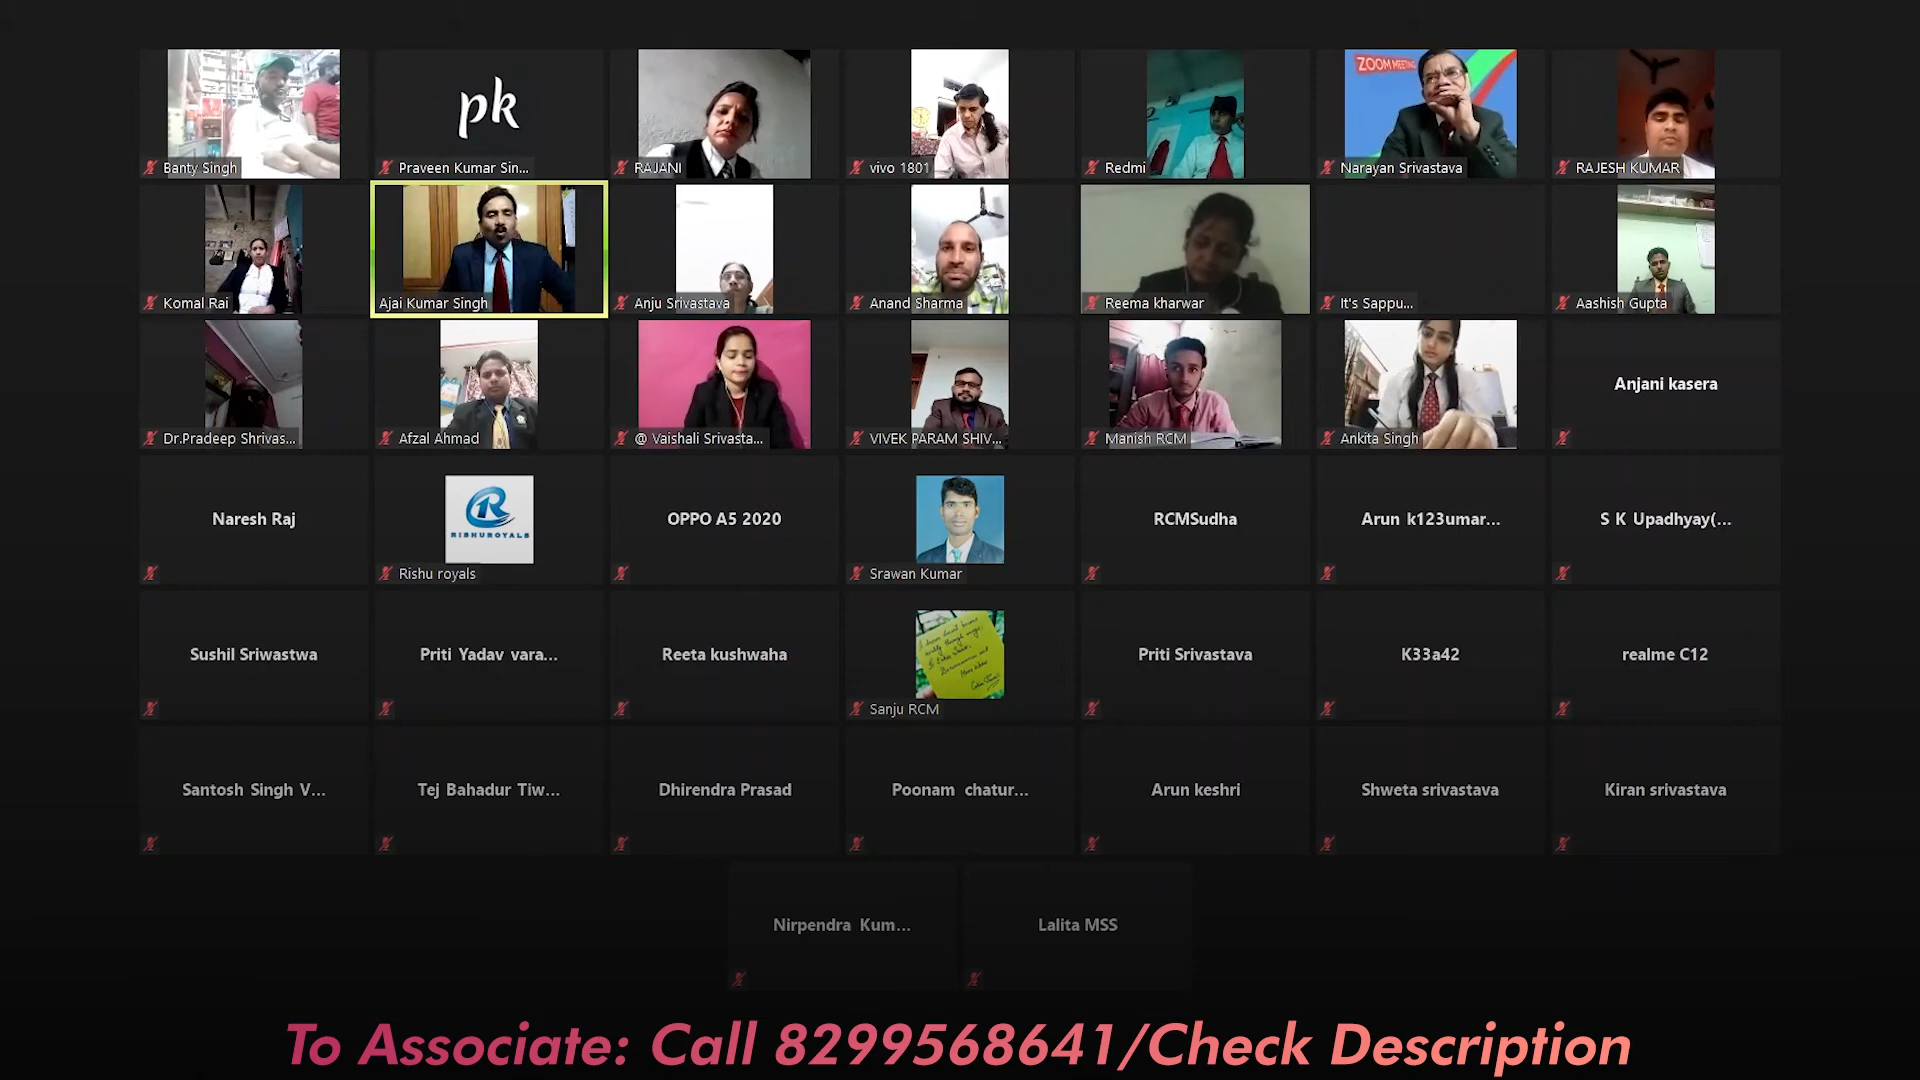 ZOOM MEETING
pk
Banty Singh
Praveen Kumar Sin...
RAJANI
vivo 1801
Redmi
Narayan Srivastava
RAJESH KUMAR
Komal Rai
Ajai Kumar Singh
Anju Srivastava
Anand Sharma
Reema kharwar
It's Sappu...
Aashish Gupta
Dr.Pradeep Shrivas...
Afzal Ahmad
@ Vaishali Srivasta...
VIVEK PARAM SHIV...
Manish RCM
Ankita Singh
Anjani kasera
Naresh Raj
RISHUROYALS
Rishu royals
OPPO A5 2020
Srawan Kumar
RCMSudha
Arun k123umar...
S K Upadhyay(...
Sushil Sriwastwa
Priti Yadav vara...
Reeta kushwaha
Sanju RCM
Priti Srivastava
K33a42
realme C12
Santosh Singh V...
Tej Bahadur Tiw...
Dhirendra Prasad
Poonam chatur...
Arun keshri
Shweta srivastava
Kiran srivastava
Nirpendra Kum...
Lalita MSS
To Associate: Call 8299568641/Check Description